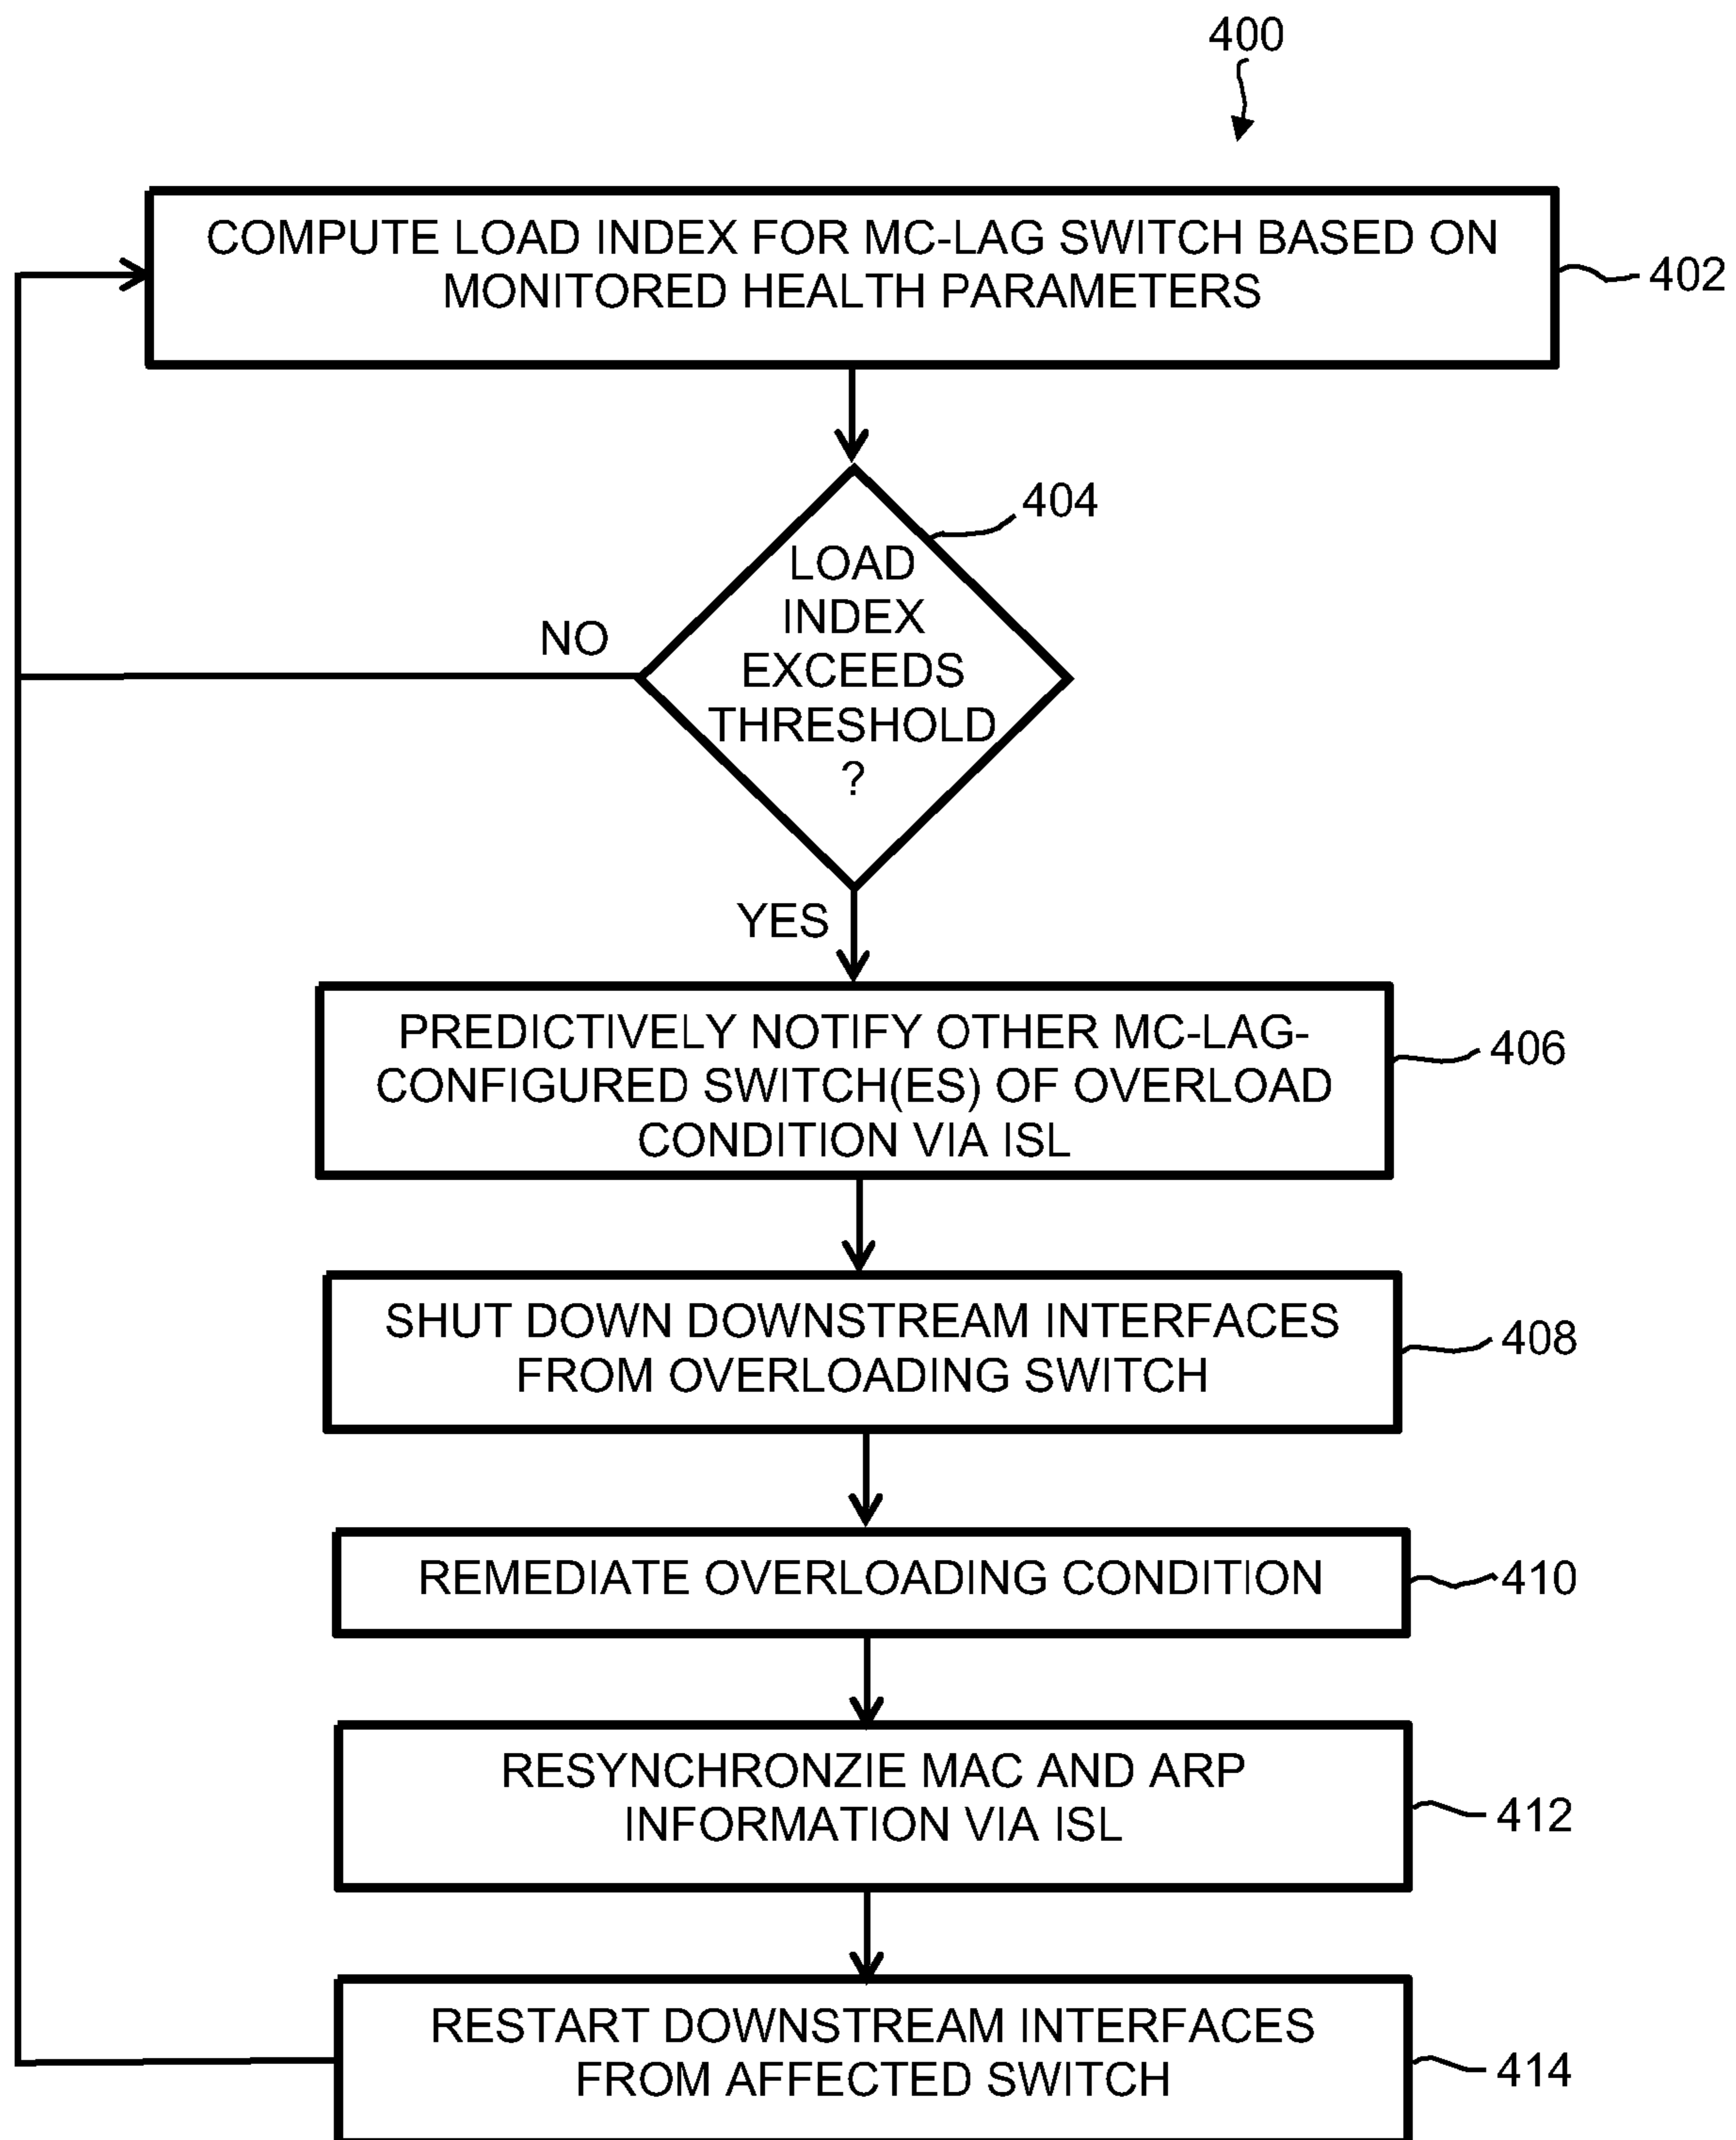 400
COMPUTE LOAD INDEX FOR MC-LAG SWITCH BASED ON
MONITORED HEALTH PARAMETERS
402
404
LOAD
INDEX
EXCEEDS
THRESHOLD
?
NO
YES
PREDICTIVELY NOTIFY OTHER MC-LAG-
CONFIGURED SWITCH(ES) OF OVERLOAD
CONDITION VIA ISL
406
SHUT DOWN DOWNSTREAM INTERFACES
FROM OVERLOADING SWITCH
408
REMEDIATE OVERLOADING CONDITION
410
RESYNCHRONZIE MAC AND ARP
INFORMATION VIA ISL
412
RESTART DOWNSTREAM INTERFACES
FROM AFFECTED SWITCH
414